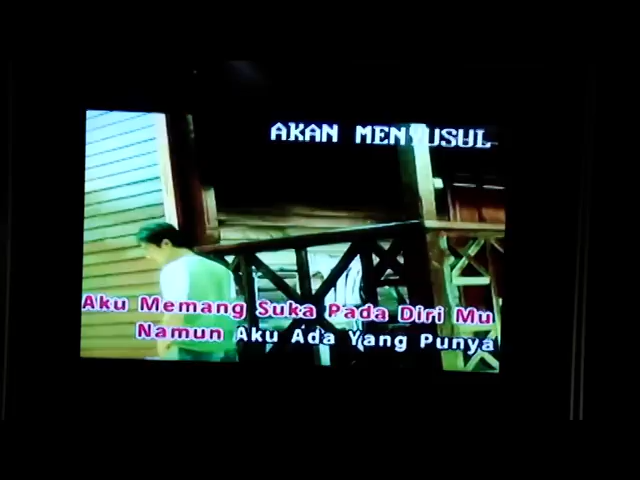 AKAN MENYUSUL
Aku Memang Suka Pada Diri Mu
Namun Aku Ada Yang Punya